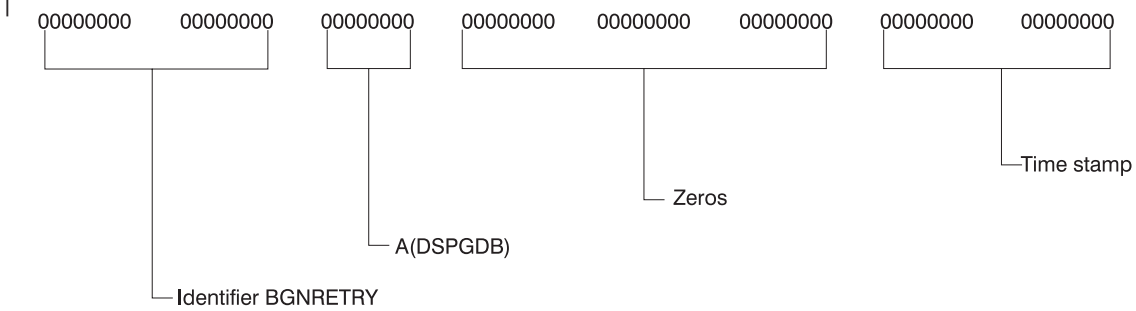 00000000 00000000 00000000 00000000 00000000 00000000 00000000 00000000
Time stamp
Zeros
A(DSPGDB)
Identifier BGNRETRY